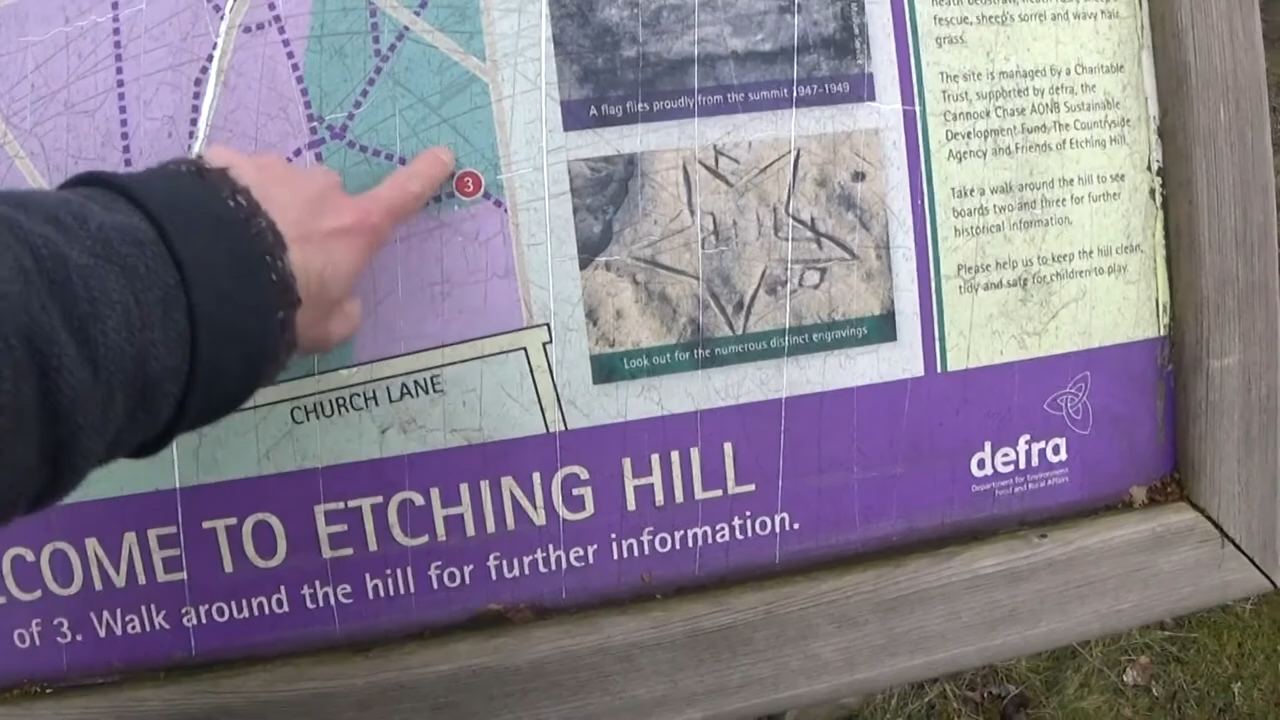 3
CHURCH LANE
A flag flies proudly from the summit 1947-1949
Look out for the numerous distinct engravings
fescue, sheep's sorrel and wavy hair
grass.
The site is managed by a Charitable
Trust, supported by defra, the
Cannock Chase AONB Sustainable
Development Fund, The Countryside
Agency and Friends of Etching Hill.
Take a walk around the hill to see
boards two and three for further
historical information.
Please help us to keep the hill clean,
tidy and safe for children to play.
COME TO ETCHING HILL
of 3. Walk around the hill for further information.
defra
Department for Environment
Food and Rural Affairs